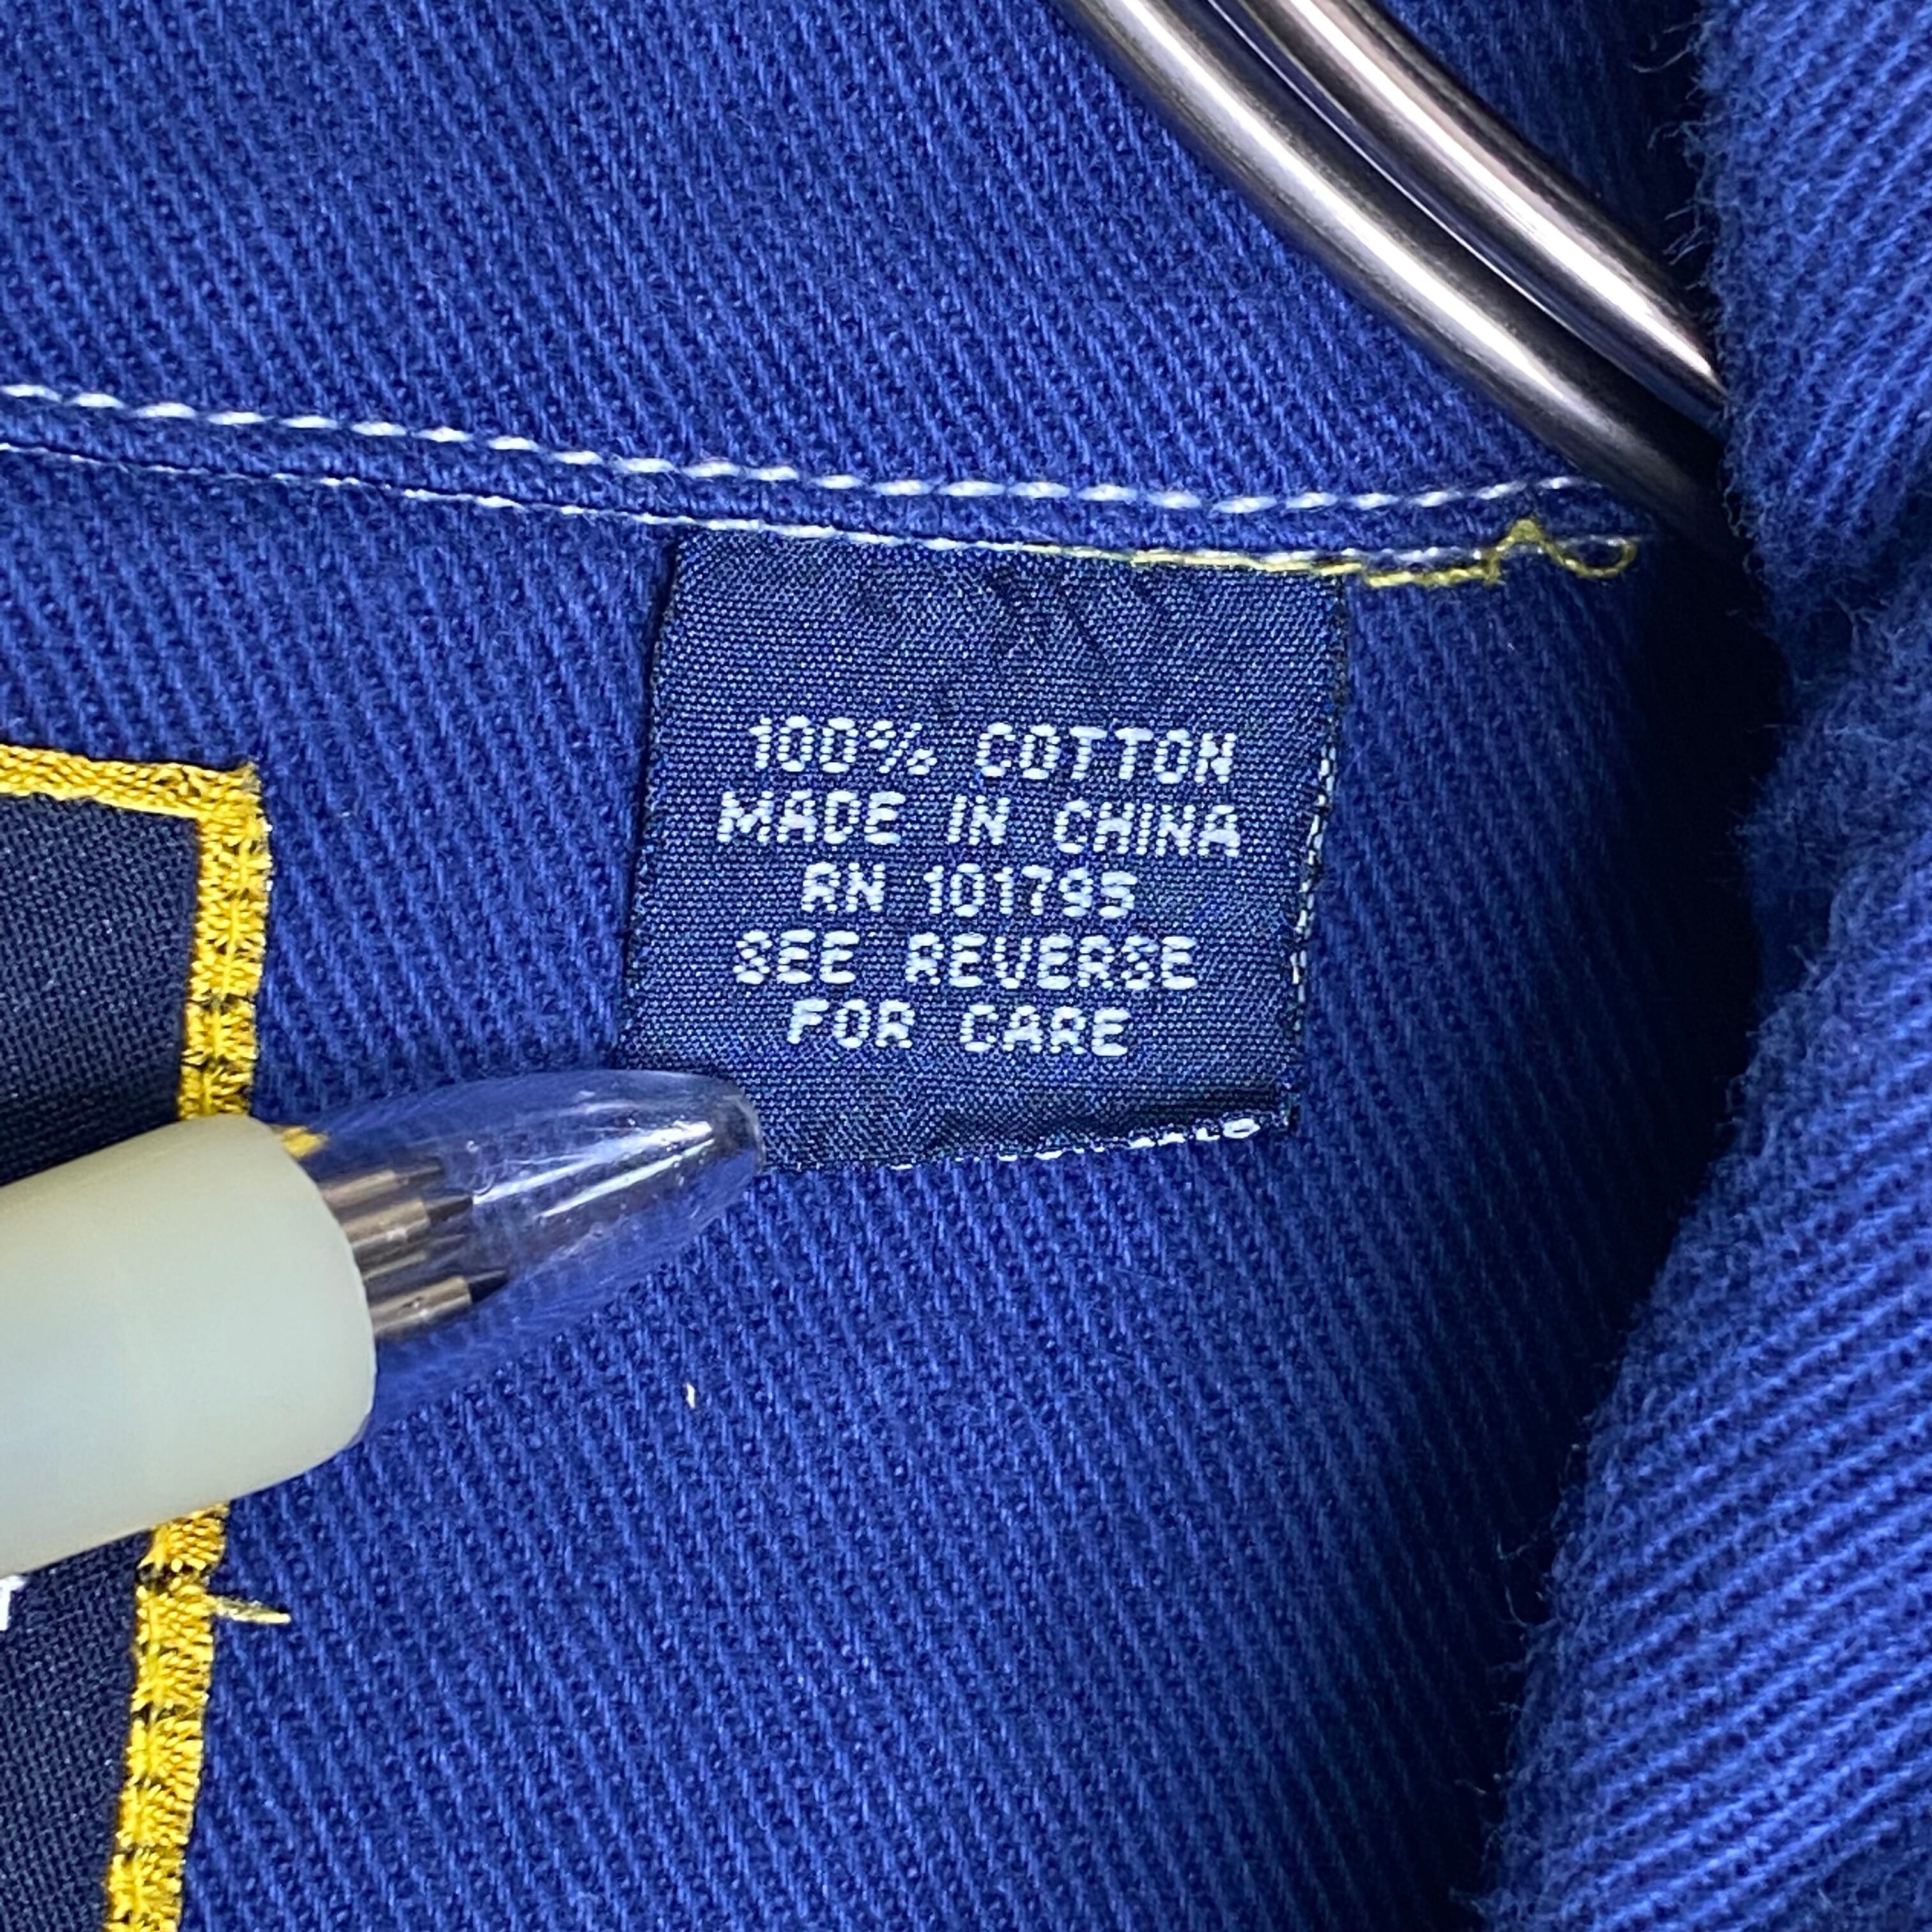 100% COTTON
MADE IN CHINA
RN 101795
SEE REVERSE
FOR CARE